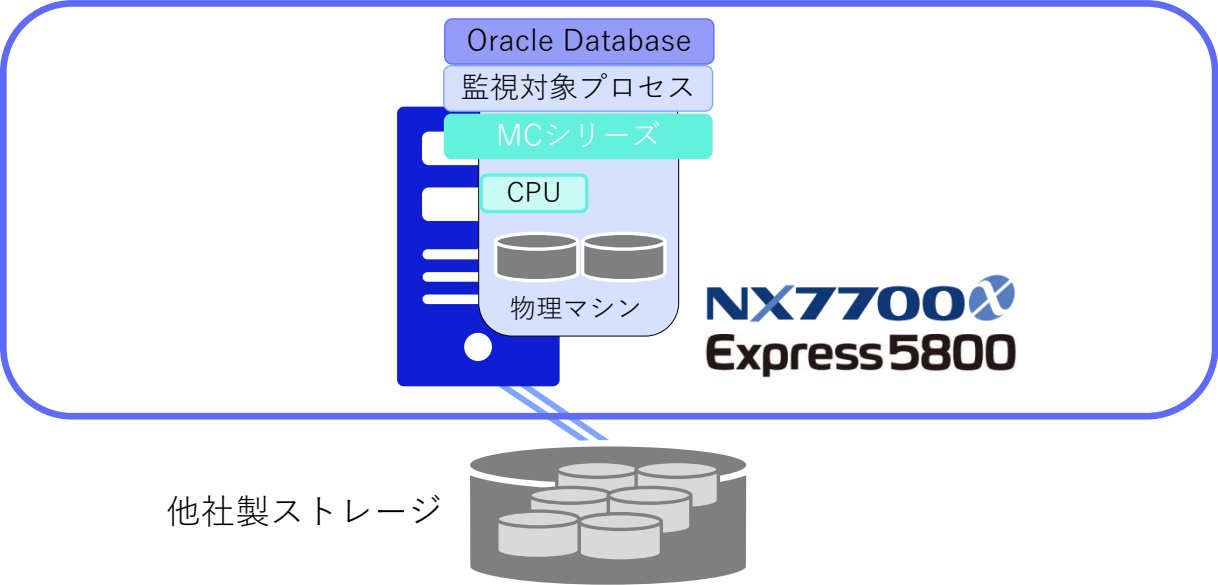 Oracle Database
監視対象プロセス
MCシリーズ
CPU
物理マシン
NX7700x
Express5800
他社製ストレージ